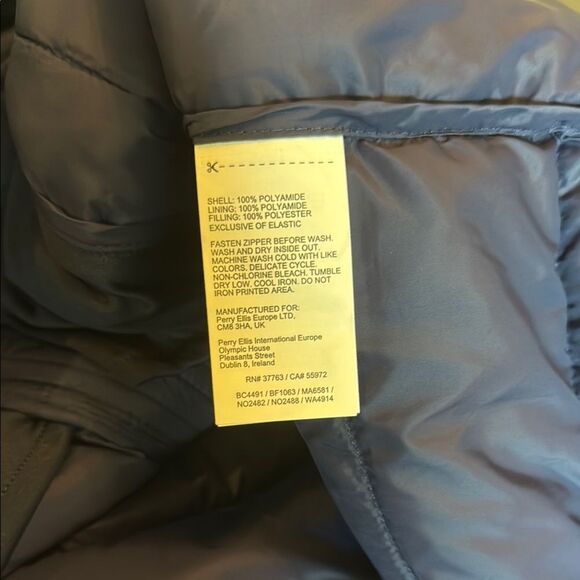 SHELL: 100% POLYAMIDE
LINING: 100% POLYAMIDE
FILLING: 100% POLYESTER
EXCLUSIVE OF ELASTIC
FASTEN ZIPPER BEFORE WASH.
WASH AND DRY INSIDE OUT.
MACHINE WASH COLD WITH LIKE
COLORS. DELICATE CYCLE.
NON-CHLORINE BLEACH. TUMBLE
DRY LOW. COOL IRON. DO NOT
IRON PRINTED AREA.
MANUFACTURED FOR:
Perry Ellis Europe LTD,
CM8 3HA, UK
Perry Ellis International Europe
Olympic House
Pleasants Street
Dublin 8, Ireland
RN# 37763 / CA# 55972
BC4491 / BF1063 / MA6581 /
NO2482 / NO2488 / WA4914